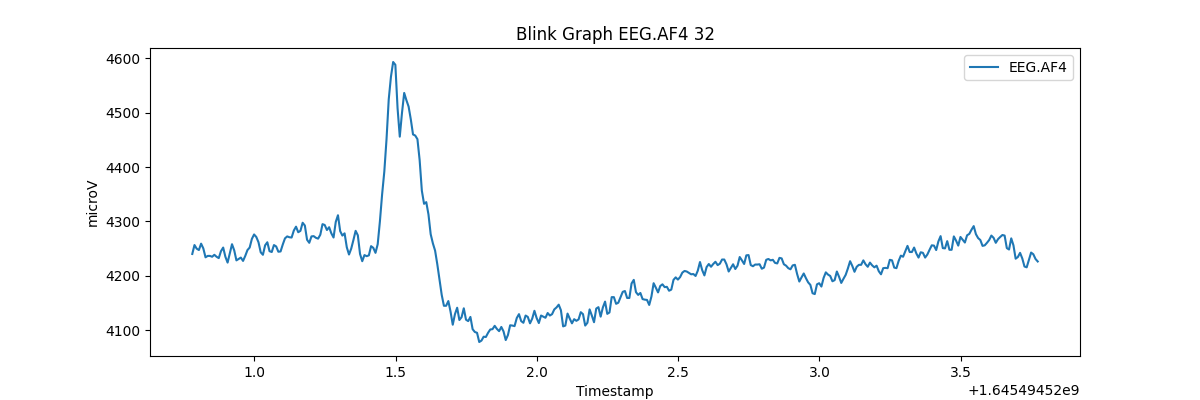 Blink Graph EEG.AF4 32
EEG.AF4
4600
4500
4400
4300
4200
4100
microV
1.0 1.5 2.0 2.5 3.0 3.5
Timestamp
+1.64549452e9